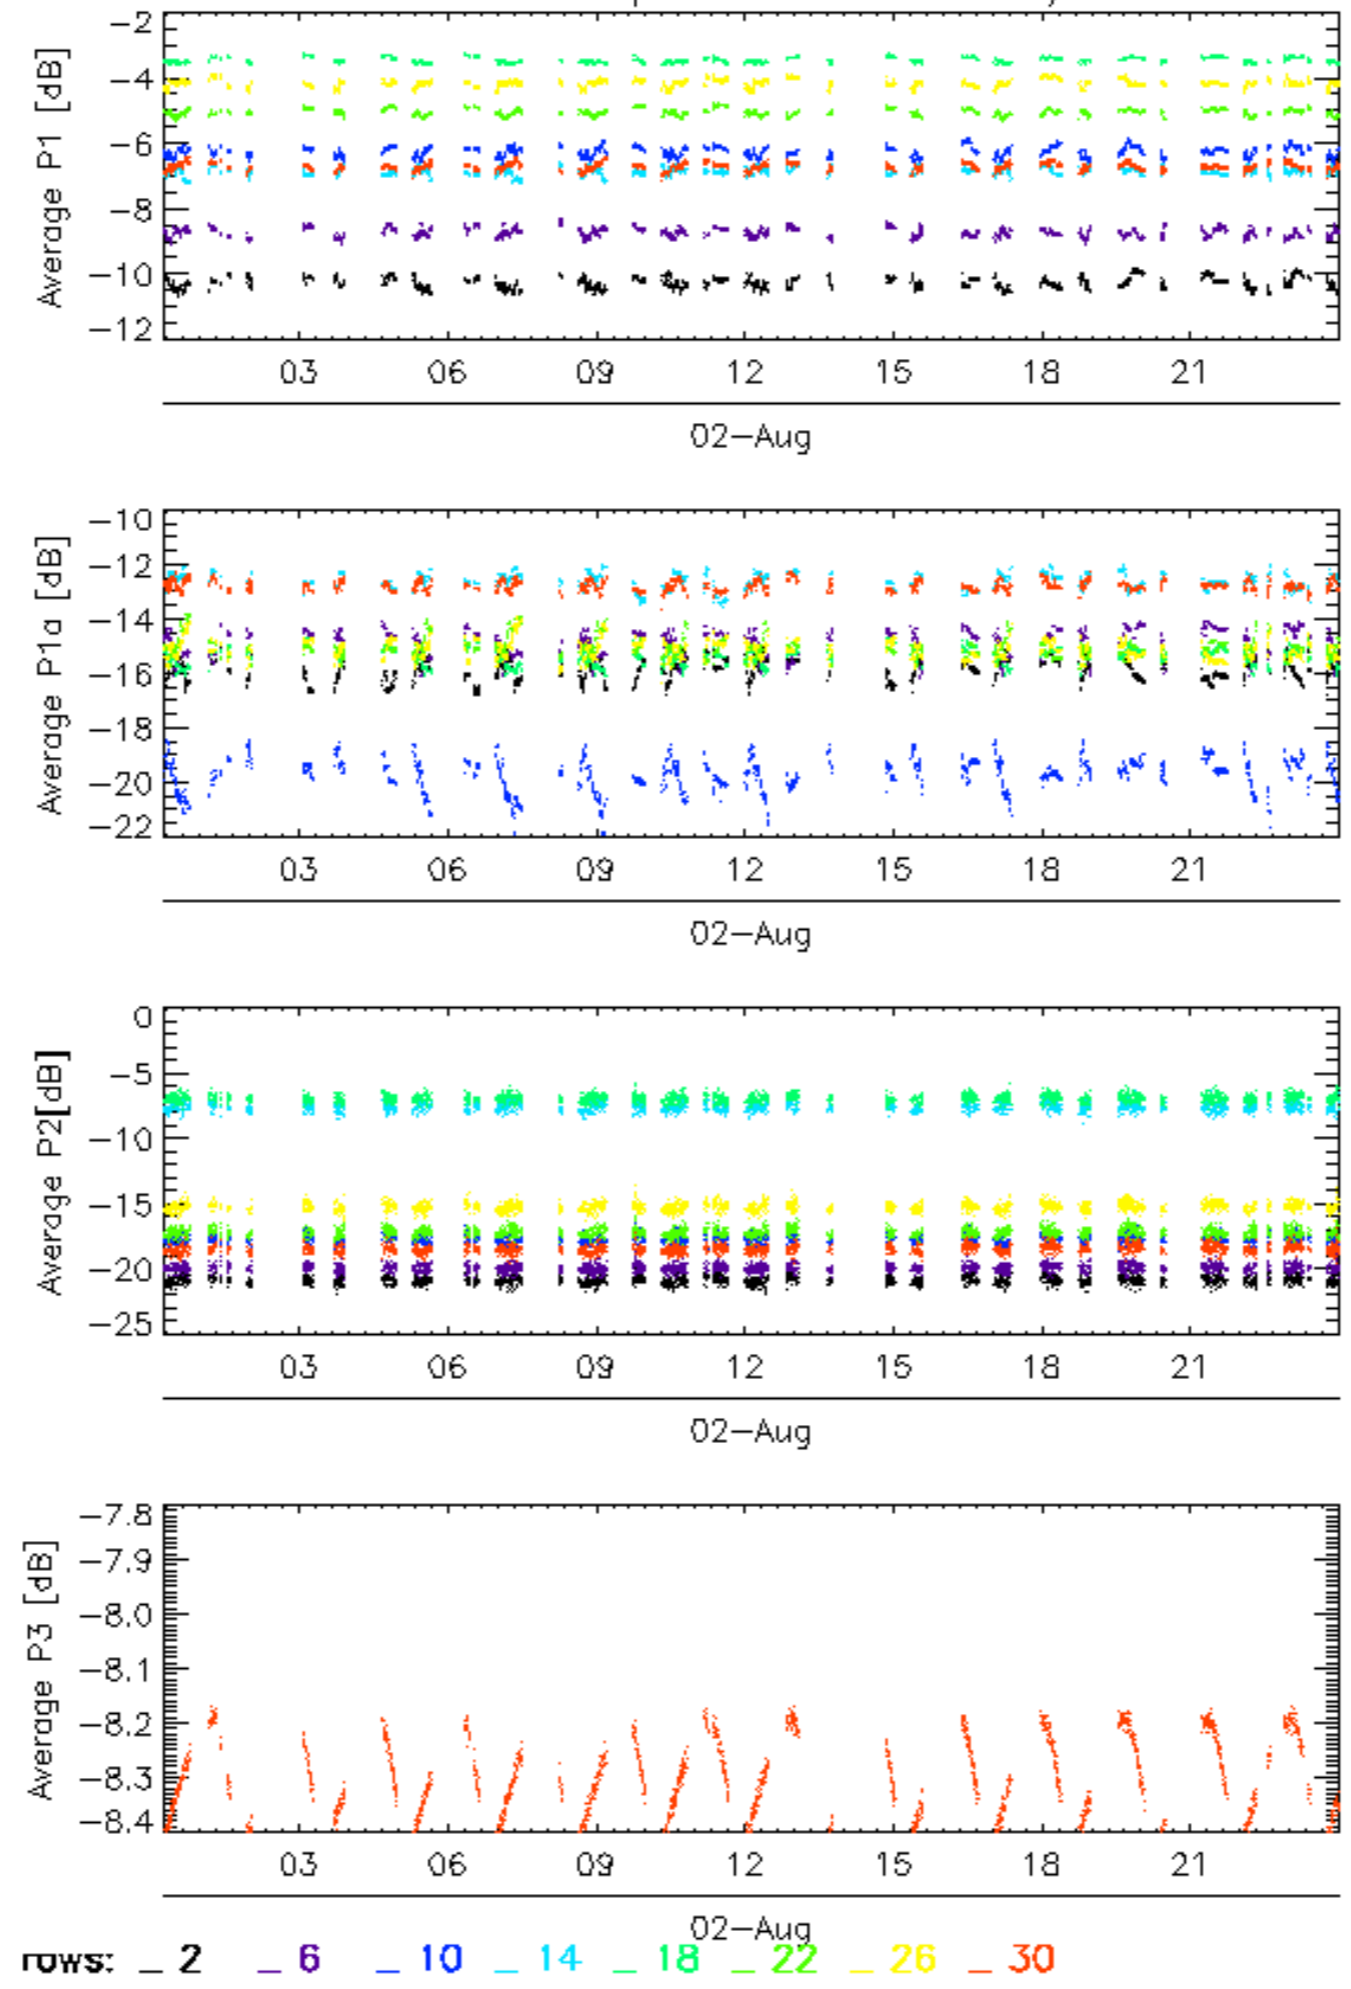 Average P1 [dB]
−2
−4
−6
−8
−10
−12
03 06 09 12 15 18 21
02−Aug
Average P1a [dB]
−10
−12
−14
−16
−18
−20
−22
03 06 09 12 15 18 21
02−Aug
Average P2[dB]
0
−5
−10
−15
−20
−25
03 06 09 12 15 18 21
02−Aug
Average P3 [dB]
−7.8
−7.9
−8.0
−8.1
−8.2
−8.3
−8.4
03 06 09 12 15 18 21
02−Aug
rows: _ 2 _ 6 _ 10 _ 14 _ 18 _ 22 _ 26 _ 30